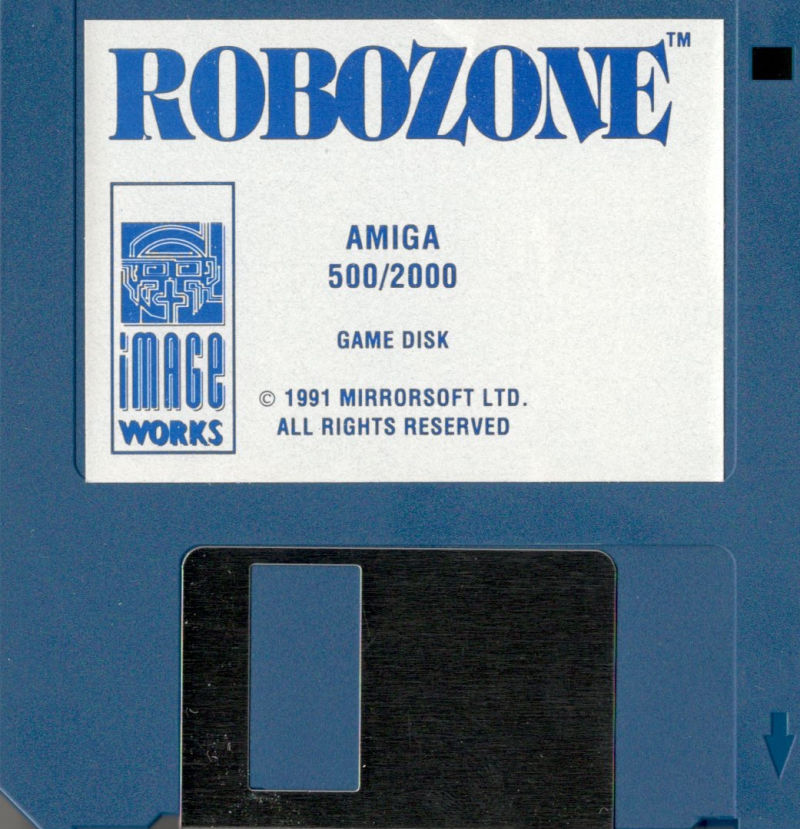 ROBOZONE™
AMIGA
500/2000
GAME DISK
© 1991 MIRRORSOFT LTD.
ALL RIGHTS RESERVED
iMAGE
WORKS